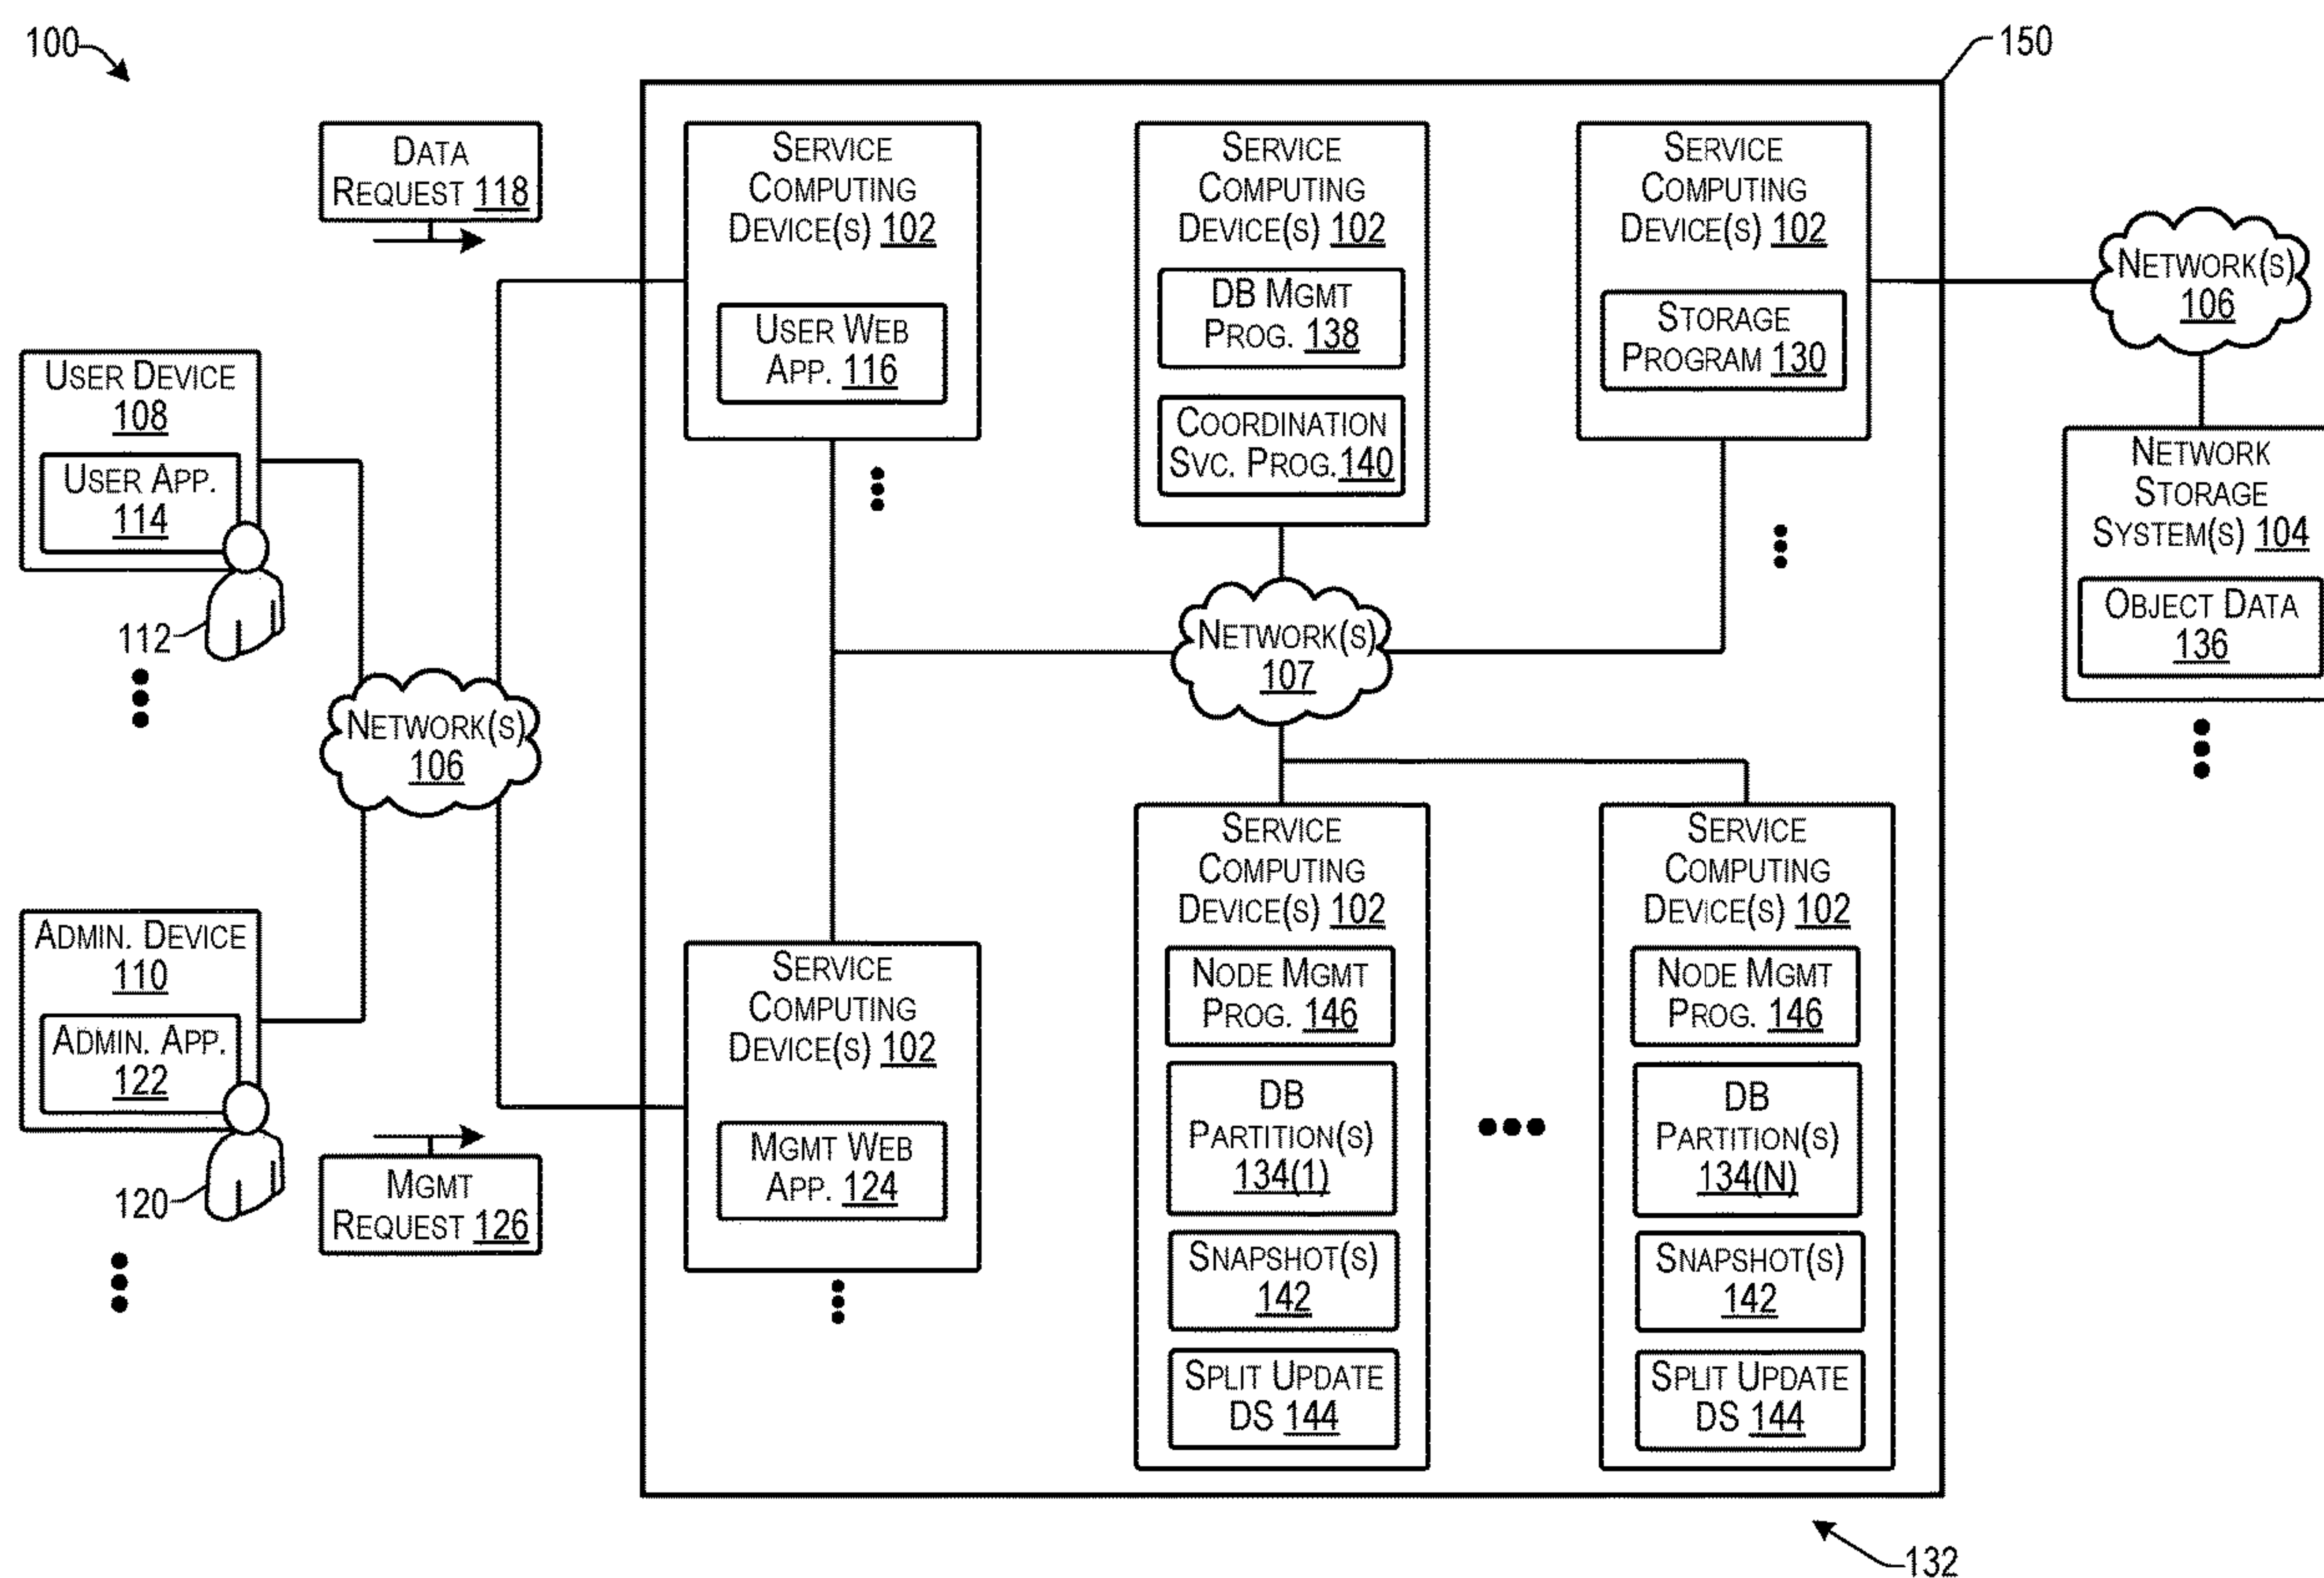 100
150
DATA
REQUEST 118
SERVICE
COMPUTING
DEVICE(S) 102
USER WEB
APP. 116
SERVICE
COMPUTING
DEVICE(S) 102
DB MGMT
PROG. 138
COORDINATION
SVC. PROG. 140
SERVICE
COMPUTING
DEVICE(S) 102
STORAGE
PROGRAM 130
NETWORK(S)
106
NETWORK
STORAGE
SYSTEM(S) 104
OBJECT DATA
136
USER DEVICE
108
USER APP.
114
112
NETWORK(S)
106
NETWORK(S)
107
ADMIN. DEVICE
110
ADMIN. APP.
122
120
MGMT
REQUEST 126
SERVICE
COMPUTING
DEVICE(S) 102
MGMT WEB
APP. 124
SERVICE
COMPUTING
DEVICE(S) 102
NODE MGMT
PROG. 146
DB
PARTITION(S)
134(1)
SNAPSHOT(S)
142
SPLIT UPDATE
DS 144
SERVICE
COMPUTING
DEVICE(S) 102
NODE MGMT
PROG. 146
DB
PARTITION(S)
134(N)
SNAPSHOT(S)
142
SPLIT UPDATE
DS 144
132